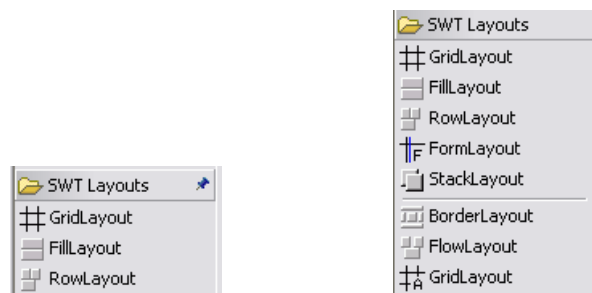 SWT Layouts
GridLayout
FillLayout
RowLayout
SWT Layouts
GridLayout
FillLayout
RowLayout
FormLayout
StackLayout
BorderLayout
FlowLayout
GridLayout